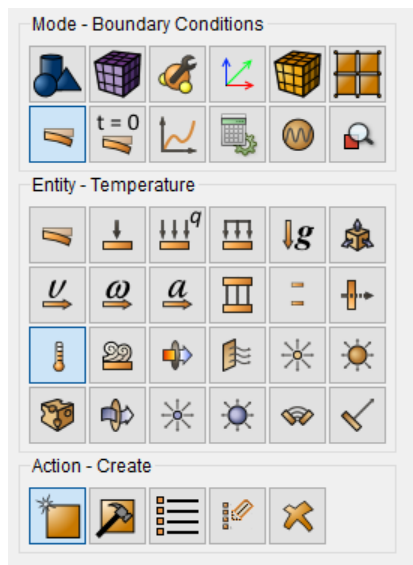 Mode - Boundary Conditions
t = 0
Entity - Temperature
q
g
υ
ω
a
Action - Create